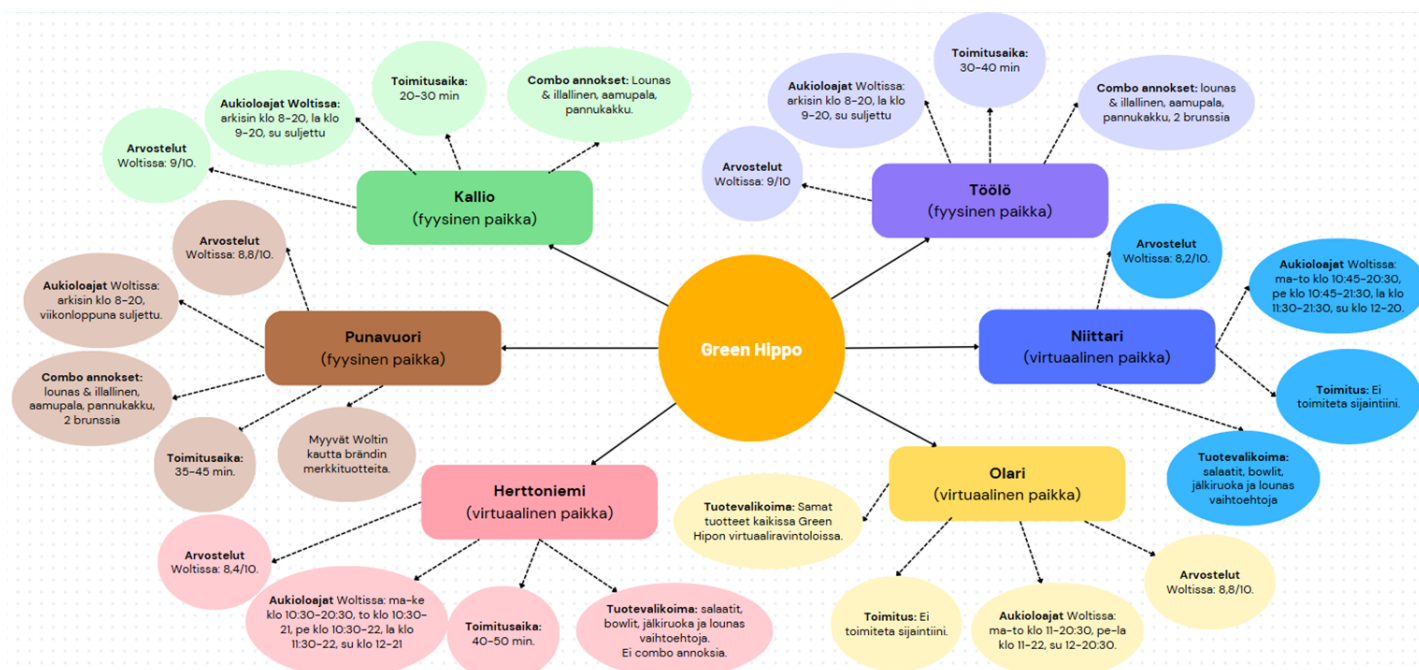 Green Hippo
Kallio
(fyysinen paikka)
Arvostelut
Woltissa: 9/10.
Aukioloajat Woltissa:
arkisin klo 8-20, la klo
9-20, su suljettu
Toimitusaika:
20-30 min
Combo annokset: Lounas
& illallinen, aamupala,
pannukakku.
Töölö
(fyysinen paikka)
Arvostelut
Woltissa: 9/10
Aukioloajat Woltissa:
arkisin klo 8-20, la klo
9-20, su suljettu
Toimitusaika:
30-40 min
Combo annokset: lounas
& illallinen, aamupala,
pannukakku, 2 brunssia
Punavuori
(fyysinen paikka)
Arvostelut
Woltissa: 8,8/10.
Aukioloajat Woltissa:
arkisin klo 8-20,
viikonloppuna suljettu.
Combo annokset:
lounas & illallinen,
aamupala, pannukakku,
2 brunssia
Toimitusaika:
35-45 min.
Myyvät Woltin
kautta brändin
merkkituotteita.
Niittari
(virtuaalinen paikka)
Arvostelut
Woltissa: 8,2/10.
Aukioloajat Woltissa:
ma-to klo 10:45-20:30,
pe klo 10:45-21:30, la klo
11:30-21:30, su klo 12-20.
Toimitus: Ei
toimiteta sijaintiini.
Tuotevalikoima:
salaatit, bowlit,
jälkiruoka ja lounas
vaihtoehtoja
Herttoniemi
(virtuaalinen paikka)
Arvostelut
Woltissa: 8,4/10.
Aukioloajat Woltissa: ma-ke
klo 10:30-20:30, to klo 10:30-
21, pe klo 10:30-22, la klo
11:30-22, su klo 12-21
Toimitusaika:
40-50 min.
Tuotevalikoima: salaatit,
bowlit, jälkiruoka ja lounas
vaihtoehtoja.
Ei combo annoksia.
Olari
(virtuaalinen paikka)
Tuotevalikoima: Samat
tuotteet kaikissa Green
Hipon virtuaaliravintoloissa.
Toimitus: Ei
toimiteta sijaintiini.
Aukioloajat Woltissa:
ma-to klo 11-20:30, pe-la
klo 11-22, su 12-20:30.
Arvostelut
Woltissa: 8,8/10.